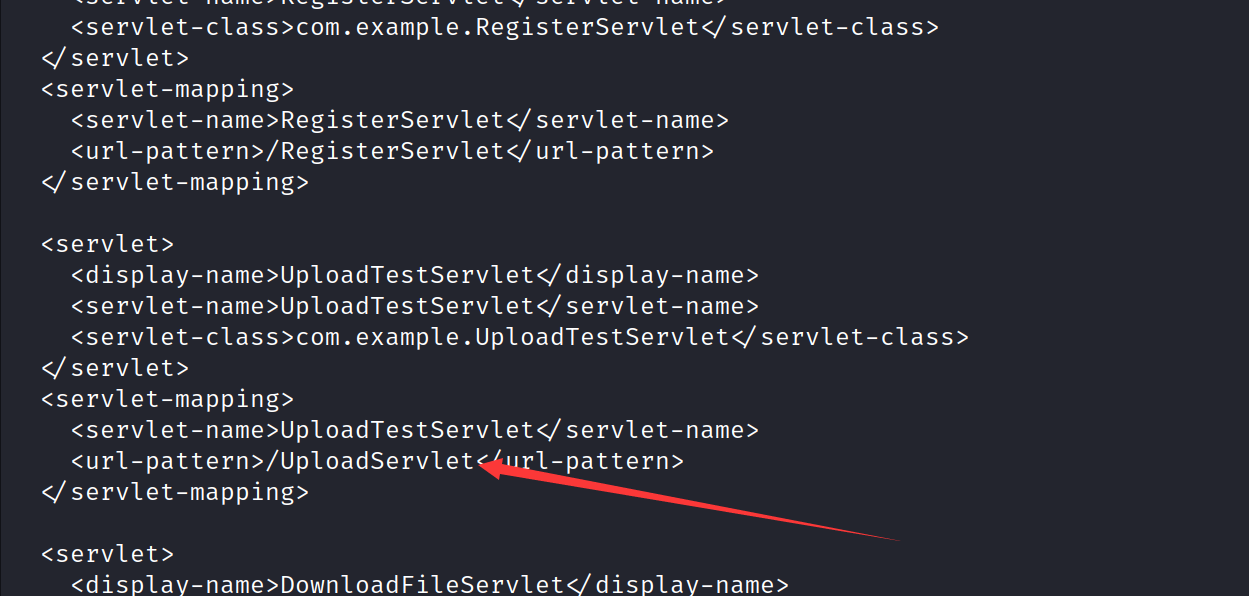 <servlet-name>RegisterServlet</servlet-name>
<servlet-class>com.example.RegisterServlet</servlet-class>
</servlet>
<servlet-mapping>
<servlet-name>RegisterServlet</servlet-name>
<url-pattern>/RegisterServlet</url-pattern>
</servlet-mapping>
<servlet>
<display-name>UploadTestServlet</display-name>
<servlet-name>UploadTestServlet</servlet-name>
<servlet-class>com.example.UploadTestServlet</servlet-class>
</servlet>
<servlet-mapping>
<servlet-name>UploadTestServlet</servlet-name>
<url-pattern>/UploadServlet</url-pattern>
</servlet-mapping>
<servlet>
<display-name>DownloadFileServlet</display-name>